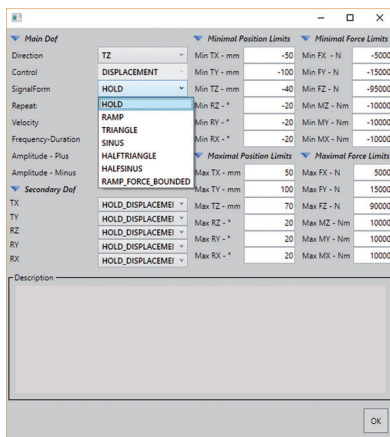 Main Dof
Direction TZ
Control DISPLACEMENT
SignalForm HOLD
Repeat:
Velocity
Frequency-Duration
Amplitude - Plus
Amplitude - Minus
HOLD
RAMP
TRIANGLE
SINUS
HALFTRIANGLE
HALFSINUS
RAMP_FORCE_BOUNDED
Secondary Dof
TX HOLD_DISPLACEMEI
TY HOLD_DISPLACEMEI
RZ HOLD_DISPLACEMEI
RY HOLD_DISPLACEMEI
RX HOLD_DISPLACEMEI
Minimal Position Limits
Min TX - mm -50
Min TY - mm -100
Min TZ - mm -40
Min RZ - ° -20
Min RY - ° -20
Min RX - ° -20
Maximal Position Limits
Max TX - mm 50
Max TY - mm 100
Max TZ - mm 70
Max RZ - ° 20
Max RY - ° 20
Max RX - ° 20
Minimal Force Limits
Min FX - N -5000
Min FY - N -15000
Min FZ - N -95000
Min MZ - Nm -10000
Min MY - Nm -10000
Min MX - Nm -10000
Maximal Force Limits
Max FX - N 5000
Max FY - N 15000
Max FZ - N 90000
Max MZ - Nm 10000
Max MY - Nm 10000
Max MX - Nm 10000
Description
OK